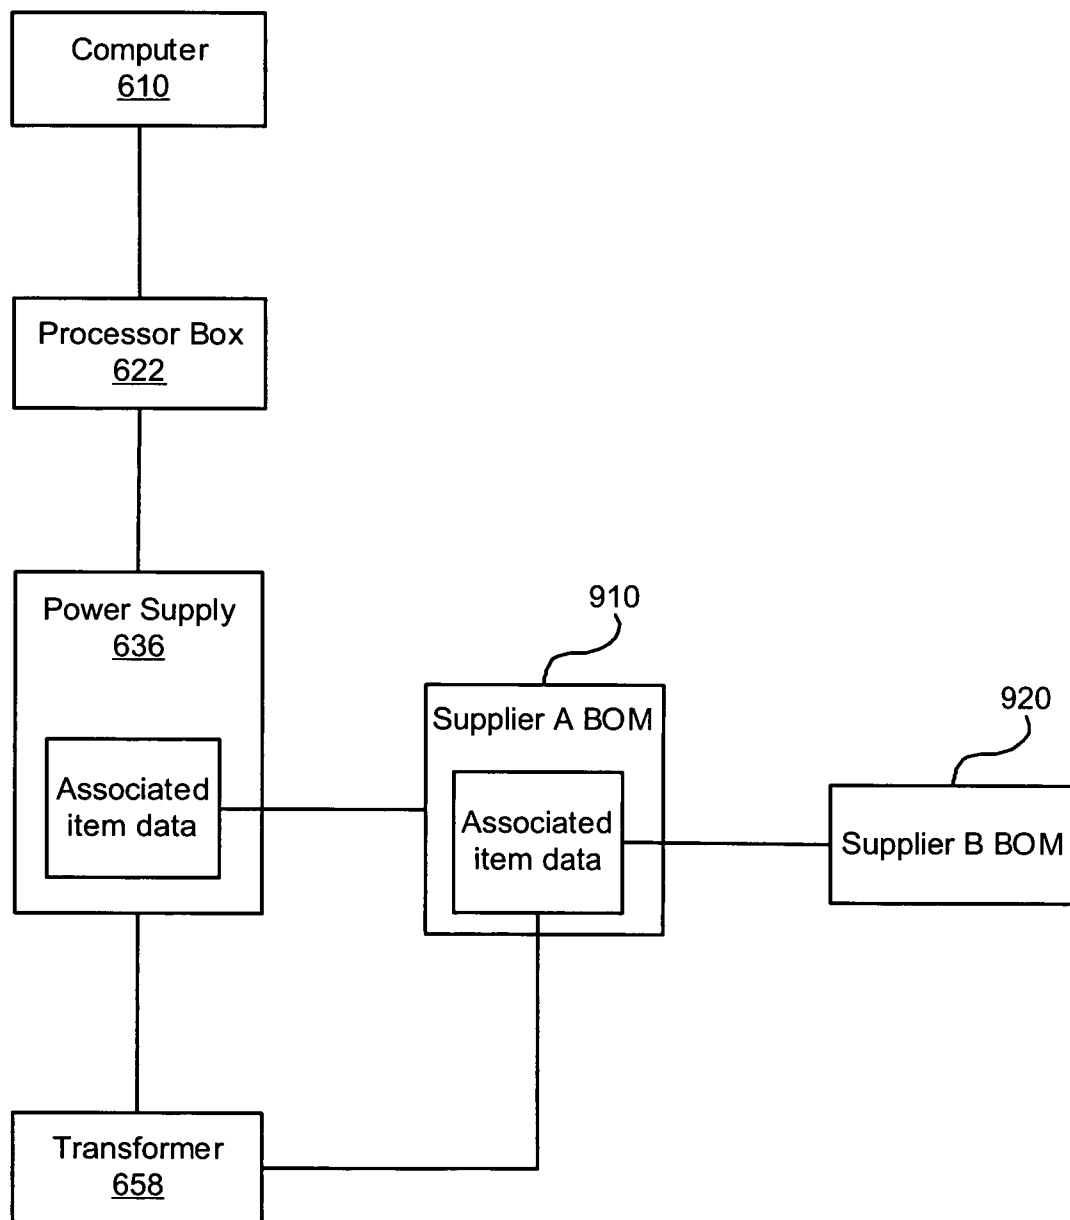 Computer
610
Processor Box
622
Power Supply
636
Associated
item data
910
Supplier A BOM
Associated
item data
920
Supplier B BOM
Transformer
658